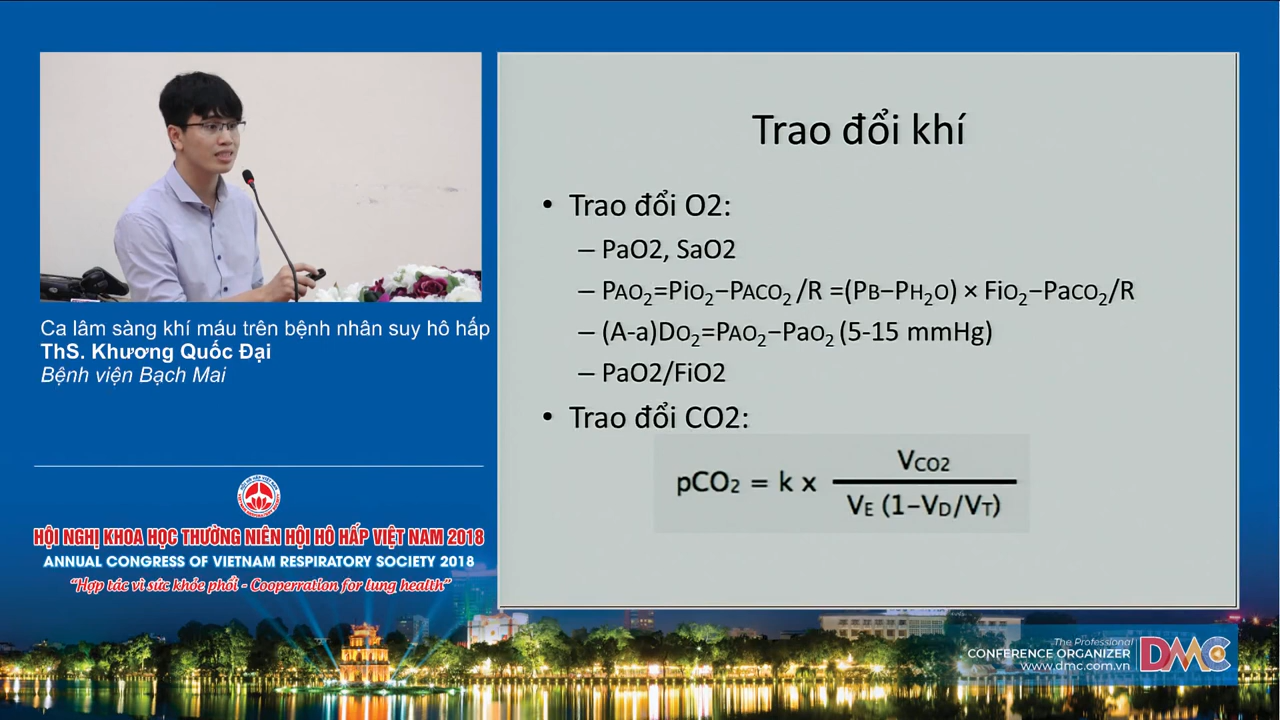 Ca lâm sàng khí máu trên bệnh nhân suy hô hấp
ThS. Khương Quốc Đại
Bệnh viện Bạch Mai
HỘI NGHỊ KHOA HỌC THƯỜNG NIÊN HỘI HÔ HẤP VIỆT NAM 2018
ANNUAL CONGRESS OF VIETNAM RESPIRATORY SOCIETY 2018
"Hợp tác vì sức khỏe phổi - Cooperration for lung health"
Trao đổi khí
• Trao đổi O2:
– PaO2, SaO2
– PAO₂=PiO₂–PACO₂ /R =(PB–PH₂O) × FiO₂–PaCO₂/R
– (A-a)DO₂=PAO₂–PaO₂ (5-15 mmHg)
– PaO2/FiO2
• Trao đổi CO2:
pCO₂ = k x VCO2
VE (1–VD/VT)
The Professional
CONFERENCE ORGANIZER
www.dmc.com.vn
DMC